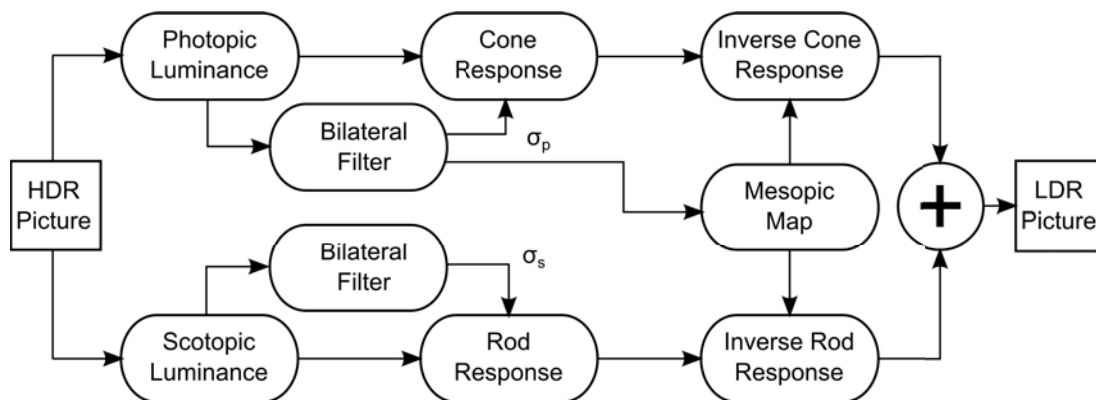 Photopic
Luminance
Cone
Response
Inverse Cone
Response
Bilateral
Filter
σp
HDR
Picture
Mesopic
Map
+
LDR
Picture
Bilateral
Filter
σs
Scotopic
Luminance
Rod
Response
Inverse Rod
Response